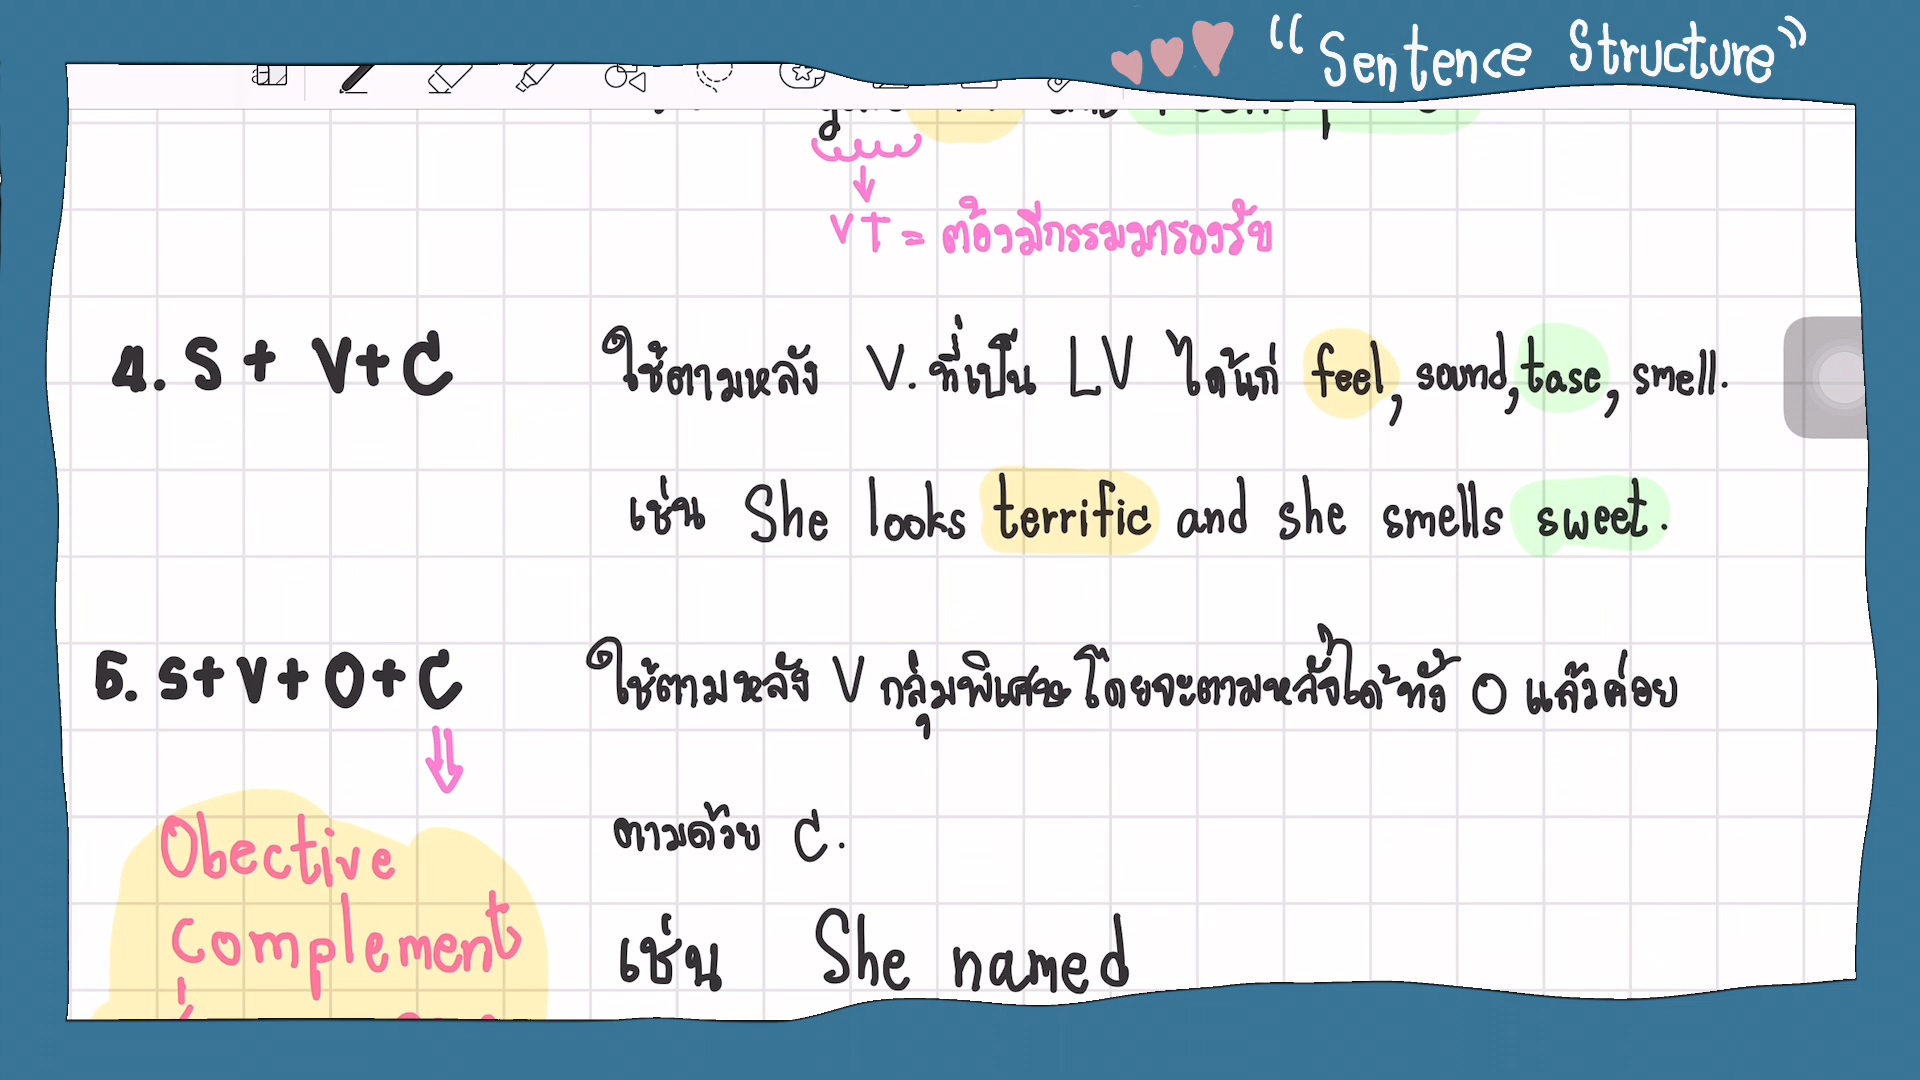 “Sentence Structure”
VT = ต้องมีกรรมมารองรับ
4. S + V + C ใช้ตามหลัง V. ที่เป็น LV ได้แก่ feel, sound, tase, smell.
เช่น She looks terrific and she smells sweet.
5. S + V + O + C ใช้ตามหลัง V กลุ่มพิเศษ โดยจะตามหลังได้ทั้ง O แล้วค่อย
ตามด้วย C.
Obective
complement
เช่น She named